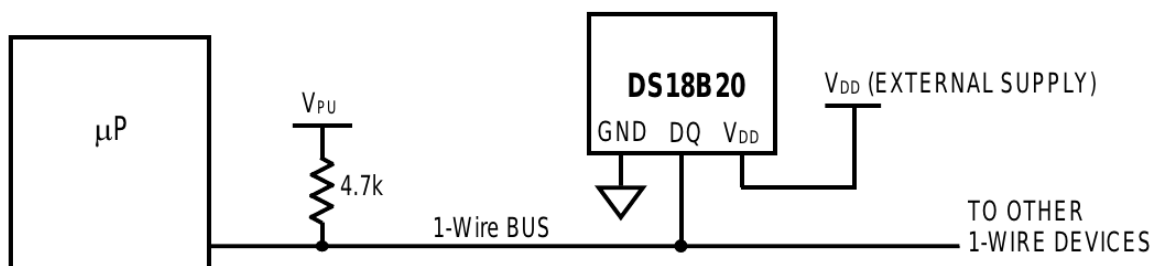 μP
VPU
4.7k
1-Wire BUS
DS18B20
GND DQ VDD
VDD (EXTERNAL SUPPLY)
TO OTHER
1-WIRE DEVICES